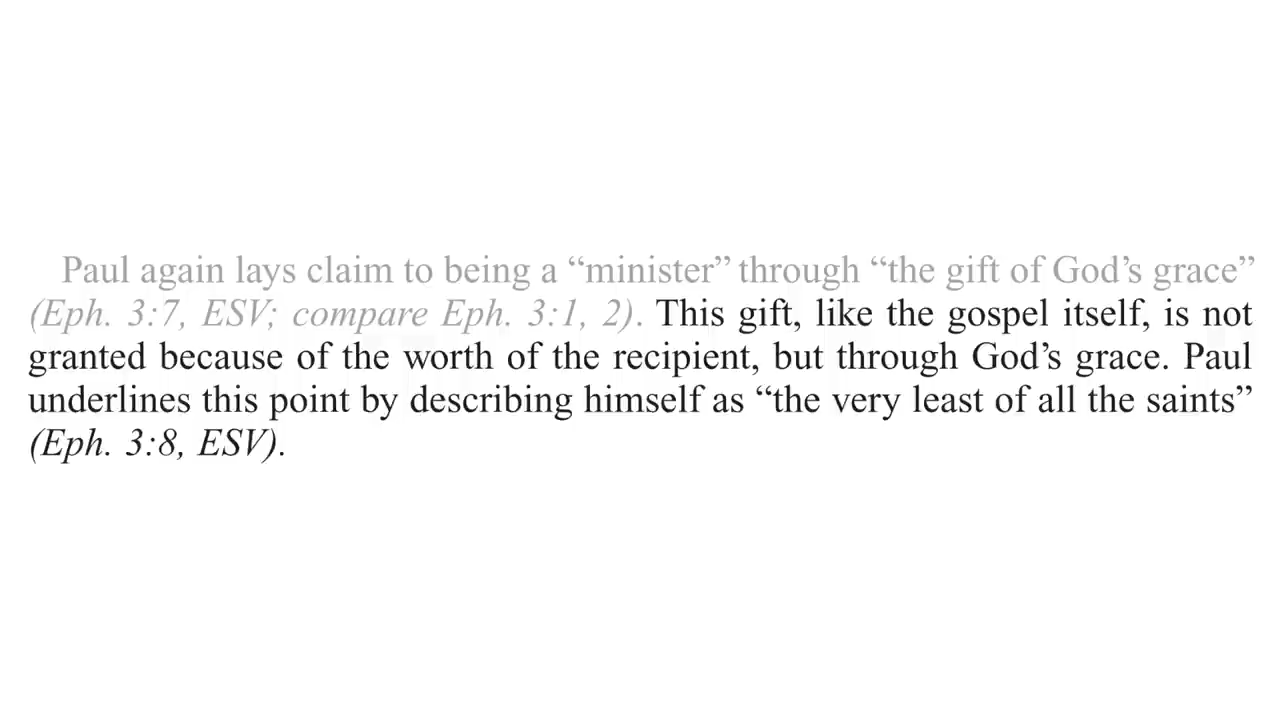 Paul again lays claim to being a “minister” through “the gift of God’s grace”
(Eph. 3:7, ESV; compare Eph. 3:1, 2). This gift, like the gospel itself, is not
granted because of the worth of the recipient, but through God’s grace. Paul
underlines this point by describing himself as “the very least of all the saints”
(Eph. 3:8, ESV).